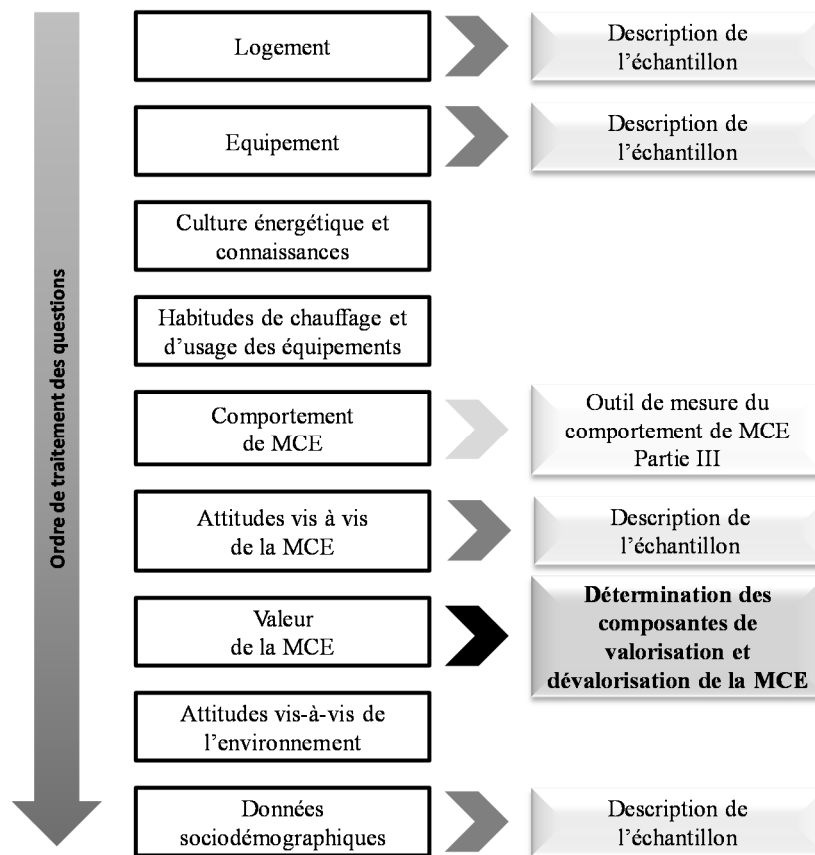 Ordre de traitement des questions
Logement
Description de
l'échantillon
Equipement
Description de
l'échantillon
Culture énergétique et
connaissances
Habitudes de chauffage et
d'usage des équipements
Comportement
de MCE
Outil de mesure du
comportement de MCE
Partie III
Attitudes vis à vis
de la MCE
Description de
l'échantillon
Valeur
de la MCE
Détermination des
composantes de
valorisation et
dévalorisation de la MCE
Attitudes vis-à-vis de
l'environnement
Données
sociodémographiques
Description de
l'échantillon